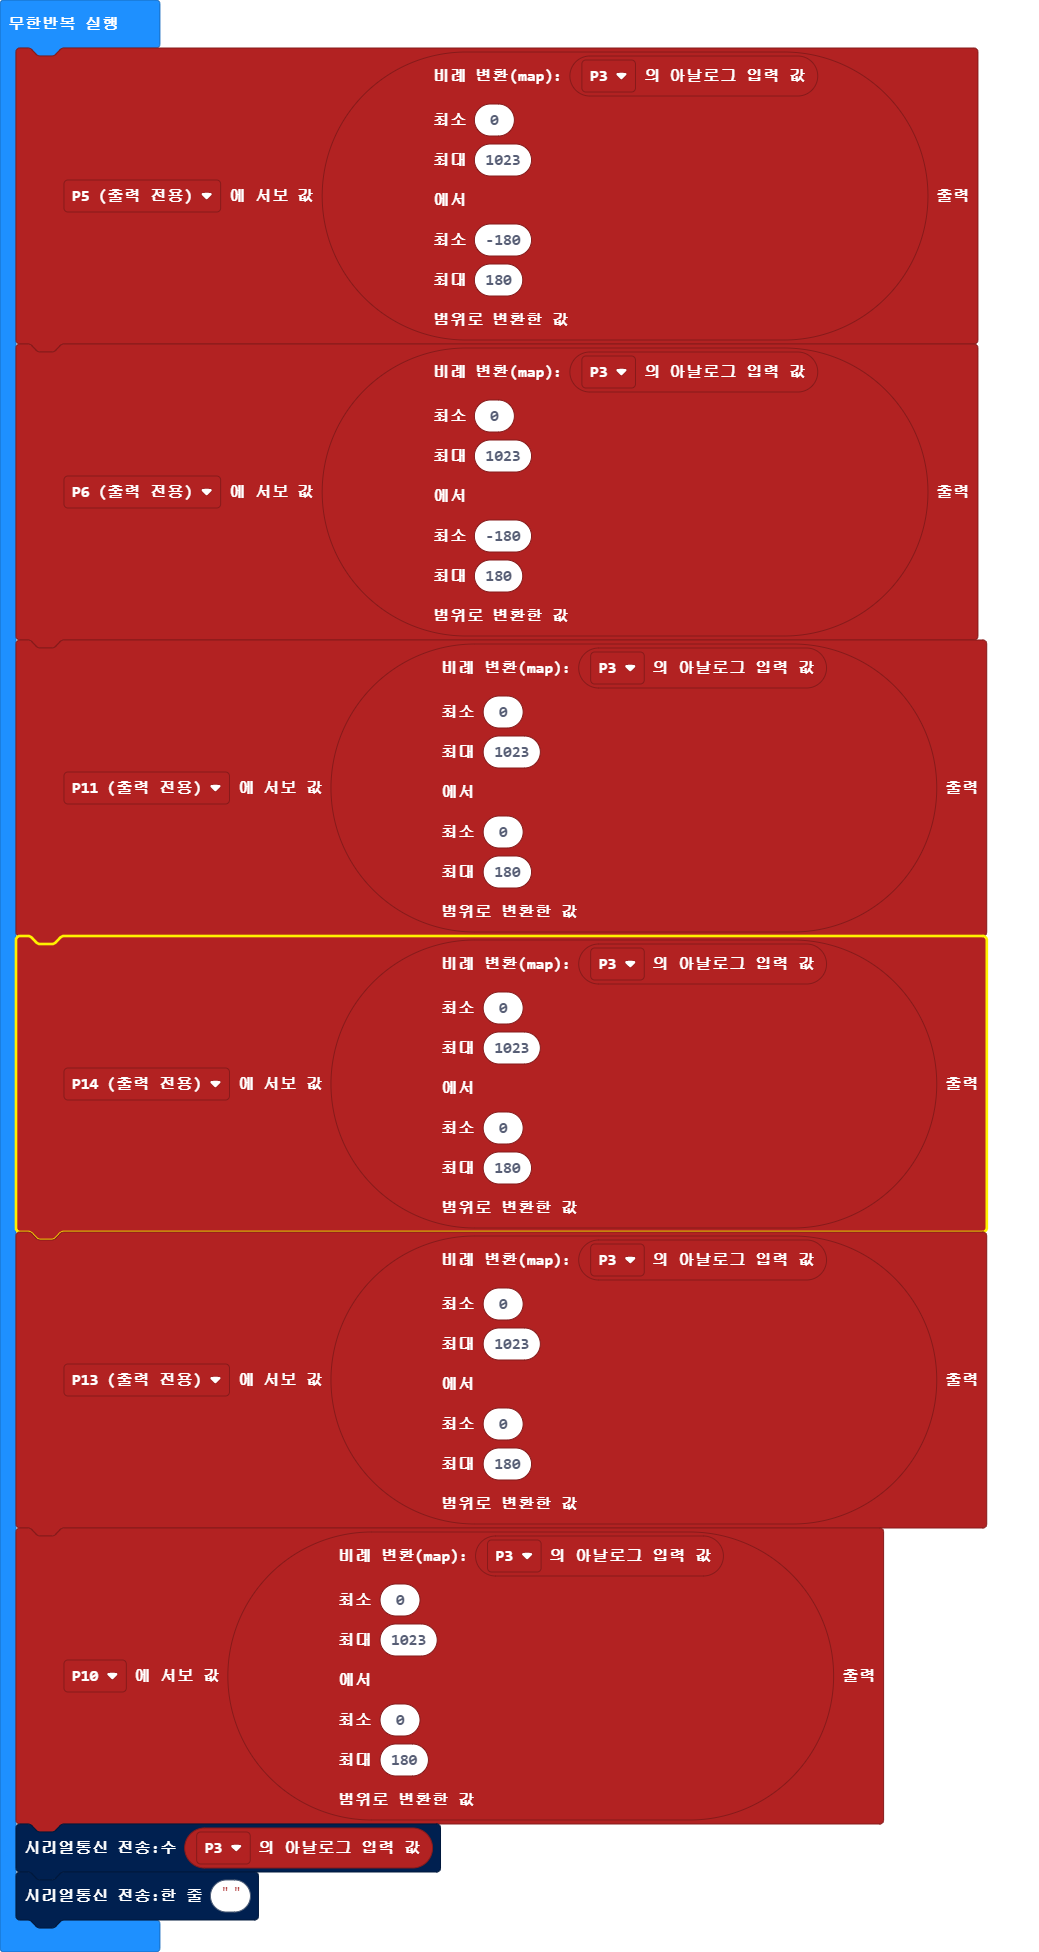 무한반복 실행
P5 (출력 전용) 에 서보 값 비례 변환(map): P3 의 아날로그 입력 값
최소 0
최대 1023
에서
최소 -180
최대 180
범위로 변환한 값
출력
P6 (출력 전용) 에 서보 값 비례 변환(map): P3 의 아날로그 입력 값
최소 0
최대 1023
에서
최소 -180
최대 180
범위로 변환한 값
출력
P11 (출력 전용) 에 서보 값 비례 변환(map): P3 의 아날로그 입력 값
최소 0
최대 1023
에서
최소 0
최대 180
범위로 변환한 값
출력
P14 (출력 전용) 에 서보 값 비례 변환(map): P3 의 아날로그 입력 값
최소 0
최대 1023
에서
최소 0
최대 180
범위로 변환한 값
출력
P13 (출력 전용) 에 서보 값 비례 변환(map): P3 의 아날로그 입력 값
최소 0
최대 1023
에서
최소 0
최대 180
범위로 변환한 값
출력
P10 에 서보 값 비례 변환(map): P3 의 아날로그 입력 값
최소 0
최대 1023
에서
최소 0
최대 180
범위로 변환한 값
출력
시리얼통신 전송:수 P3 의 아날로그 입력 값
시리얼통신 전송:한 줄 " "